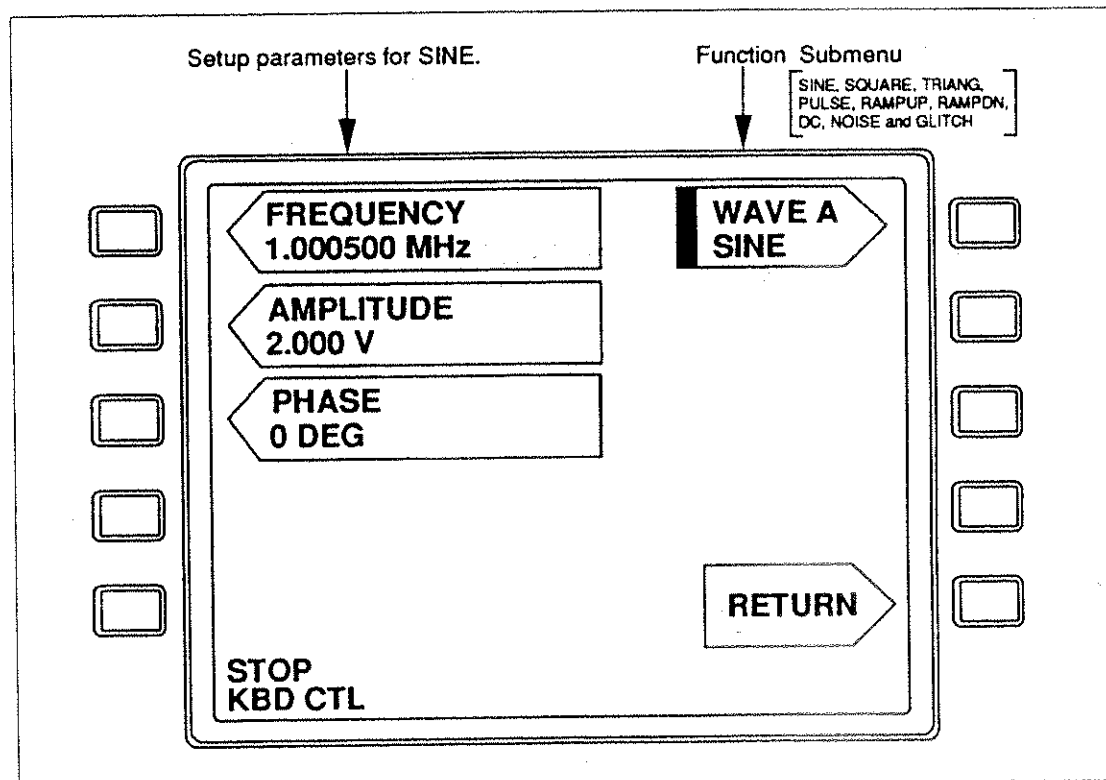 Setup parameters for SINE.
Function Submenu
SINE, SQUARE, TRIANG,
PULSE, RAMPUP, RAMPDN,
DC, NOISE and GLITCH
FREQUENCY
1.000500 MHz
WAVE A
SINE
AMPLITUDE
2.000 V
PHASE
0 DEG
RETURN
STOP
KBD CTL